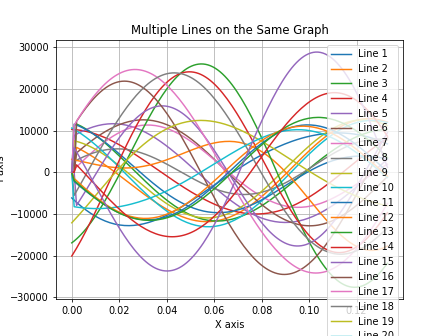 Multiple Lines on the Same Graph
30000
20000
10000
0
-10000
-20000
-30000
0.00
0.02
0.04
0.06
0.08
0.10
X axis
axis
Line 1
Line 2
Line 3
Line 4
Line 5
Line 6
Line 7
Line 8
Line 9
Line 10
Line 11
Line 12
Line 13
Line 14
Line 15
Line 16
Line 17
Line 18
Line 19
Line 20